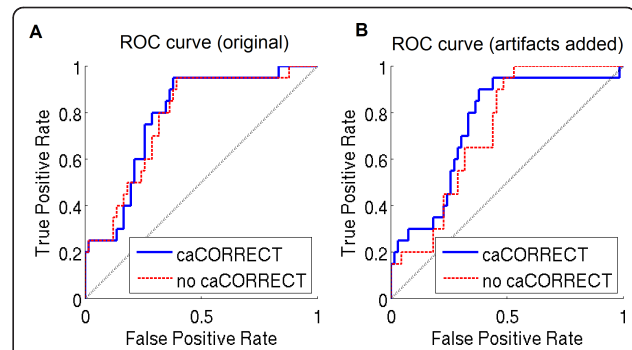 A
ROC curve (original)
1
0.8
0.6
0.4
0.2
0
True Positive Rate
caCORRECT
no caCORRECT
0
0.5
1
False Positive Rate
B
ROC curve (artifacts added)
1
0.8
0.6
0.4
0.2
0
True Positive Rate
caCORRECT
no caCORRECT
0
0.5
1
False Positive Rate